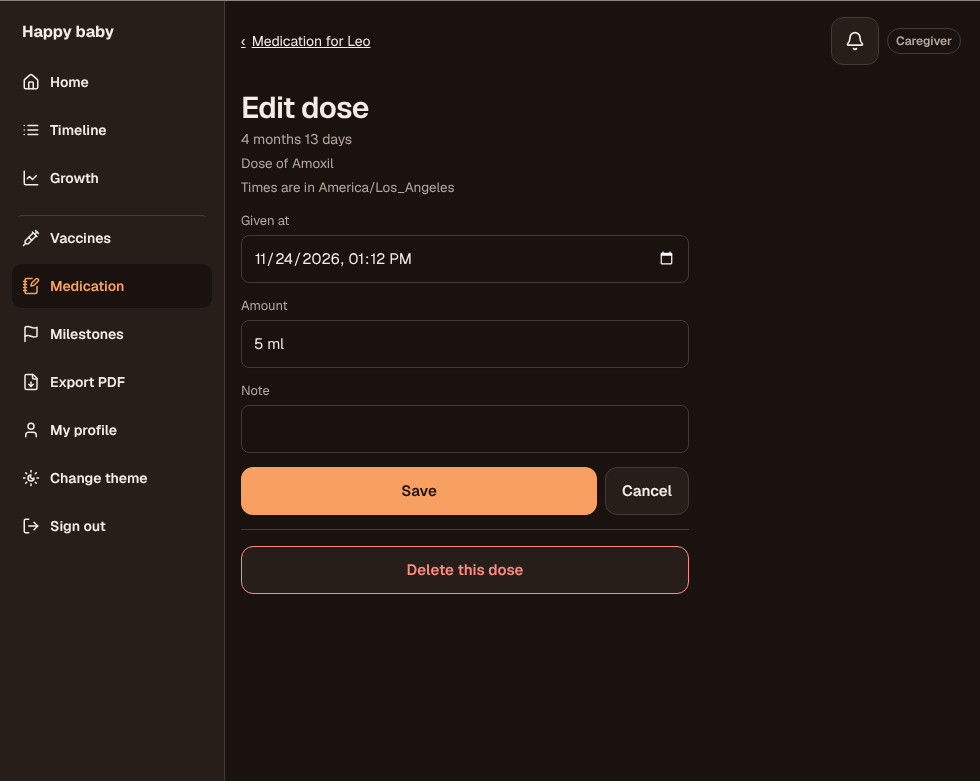 Happy baby
Home
Timeline
Growth
Vaccines
Medication
Milestones
Export PDF
My profile
Change theme
Sign out
‹ Medication for Leo
Caregiver
Edit dose
4 months 13 days
Dose of Amoxil
Times are in America/Los_Angeles
Given at
11/24/2026, 01:12 PM
Amount
5 ml
Note
Save
Cancel
Delete this dose